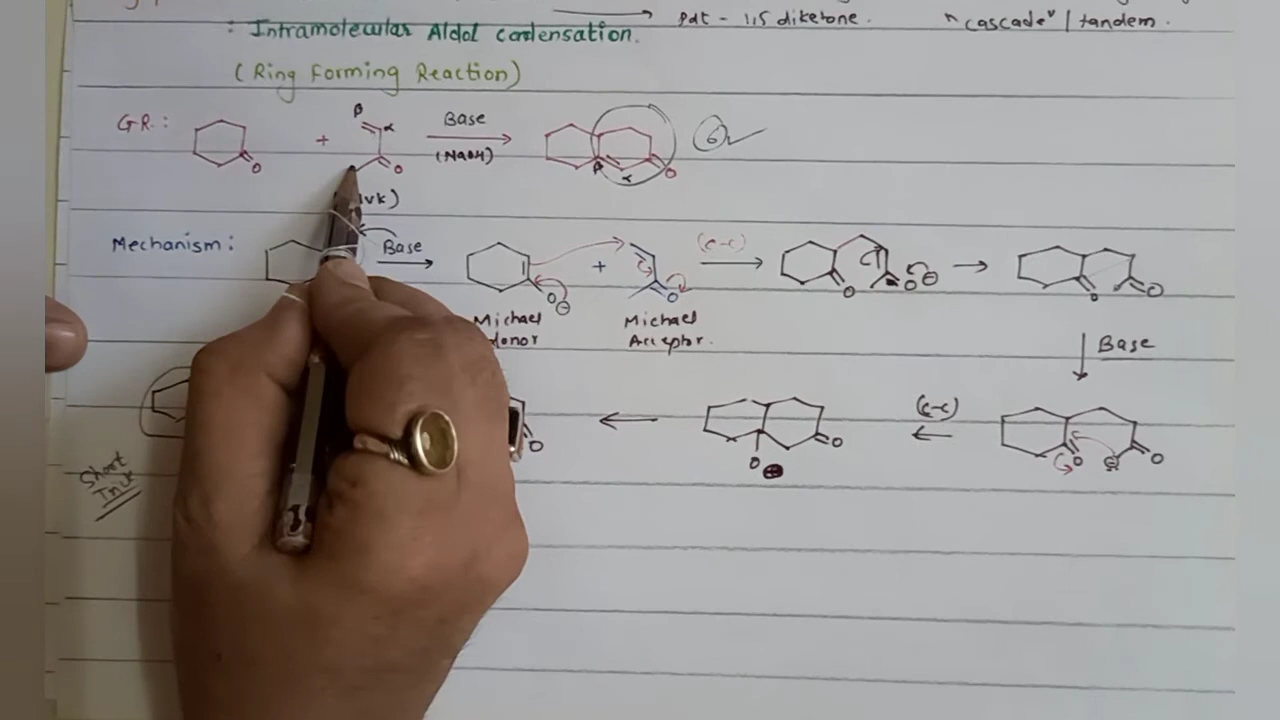 Pdt - 1,5 diketone. "cascade" / tandem.
: Intramolecular Aldol condensation.
(Ring Forming Reaction)
G.R. : + β α O Base (NaOH) β α O 6
vk)
Mechanism : Base O ⊖ + O (c-c) O O ⊖ O O
Michael donor Michael Acceptor.
Base
O O ⊖ (c-c) O O
Short Trick